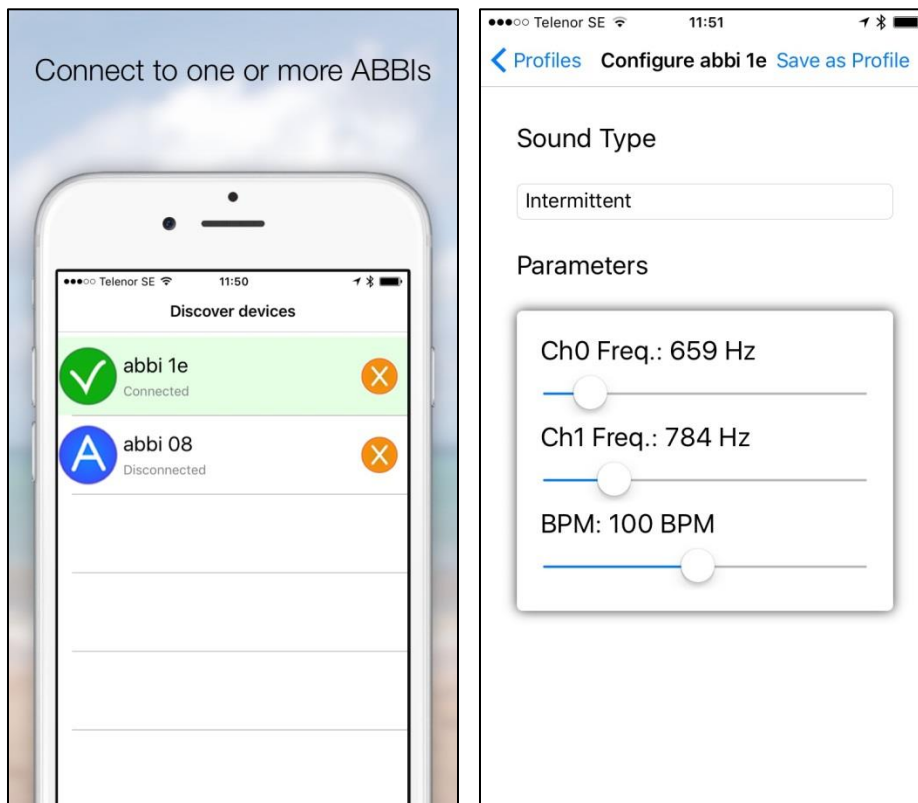 Connect to one or more ABBIs
Telenor SE 11:50
Discover devices
abbi 1e
Connected
abbi 08
Disconnected
Telenor SE 11:51
Profiles Configure abbi 1e Save as Profile
Sound Type
Intermittent
Parameters
Ch0 Freq.: 659 Hz
Ch1 Freq.: 784 Hz
BPM: 100 BPM